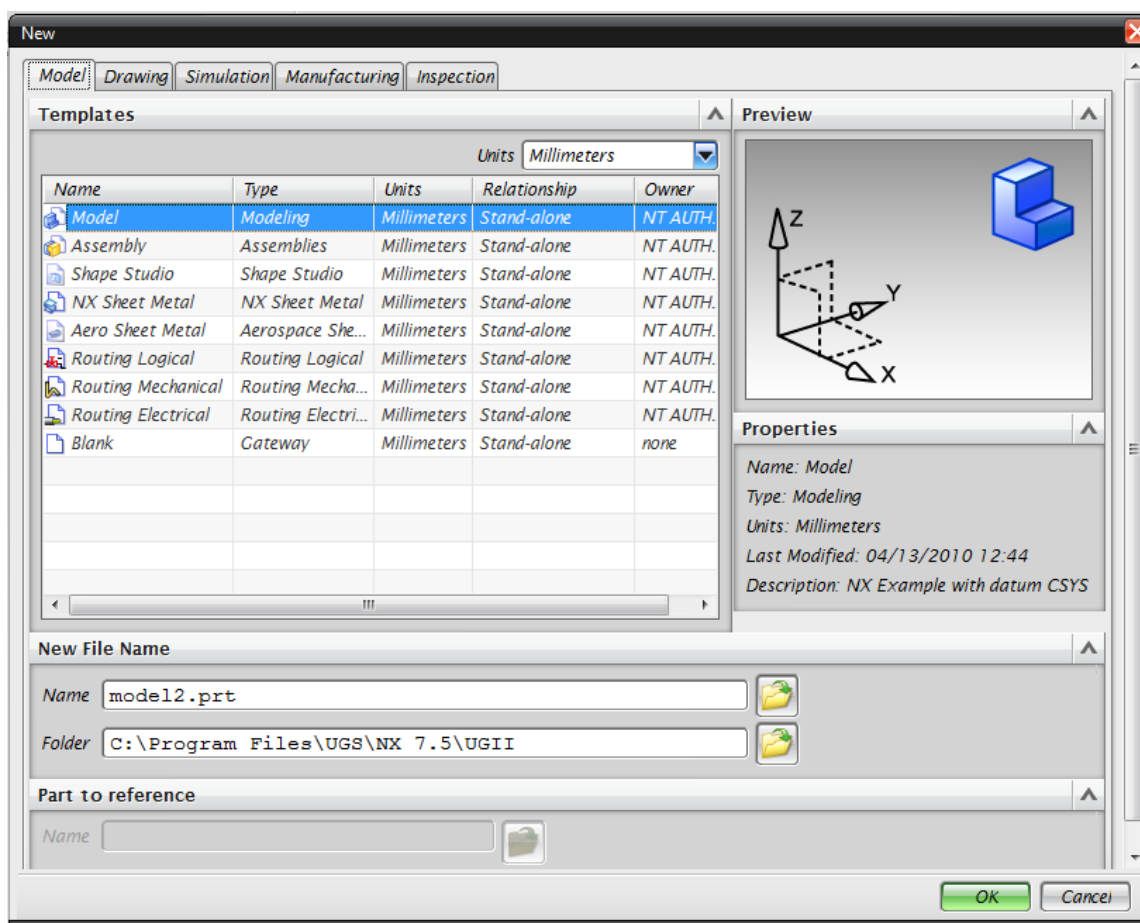 New
Model Drawing Simulation Manufacturing Inspection
Templates
Units Millimeters
Name Type Units Relationship Owner
Model Modeling Millimeters Stand-alone NT AUTH.
Assembly Assemblies Millimeters Stand-alone NT AUTH.
Shape Studio Shape Studio Millimeters Stand-alone NT AUTH.
NX Sheet Metal NX Sheet Metal Millimeters Stand-alone NT AUTH.
Aero Sheet Metal Aerospace She... Millimeters Stand-alone NT AUTH.
Routing Logical Routing Logical Millimeters Stand-alone NT AUTH.
Routing Mechanical Routing Mecha... Millimeters Stand-alone NT AUTH.
Routing Electrical Routing Electri... Millimeters Stand-alone NT AUTH.
Blank Gateway Millimeters Stand-alone none
Preview
Z
Y
X
Properties
Name: Model
Type: Modeling
Units: Millimeters
Last Modified: 04/13/2010 12:44
Description: NX Example with datum CSYS
New File Name
Name model2.prt
Folder C:\Program Files\UGS\NX 7.5\UGII
Part to reference
Name
OK Cancel